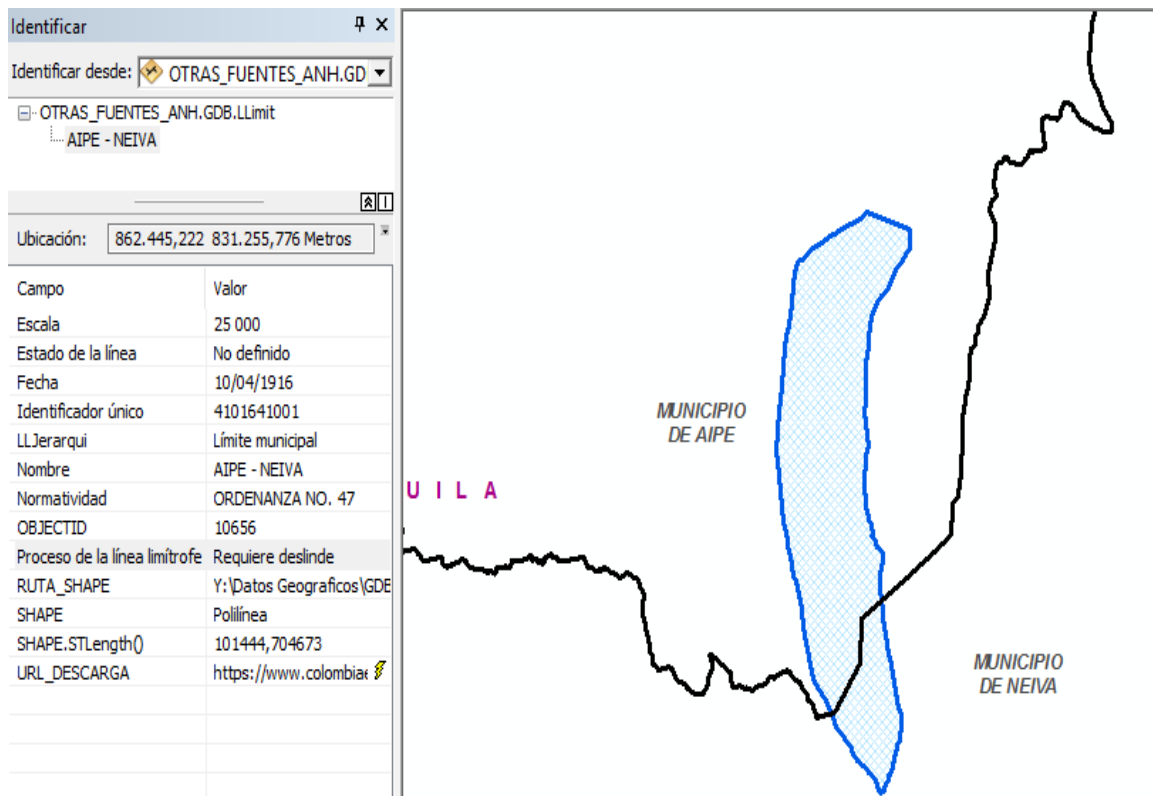 Identificar
Identificar desde: OTRAS_FUENTES_ANH.GD
OTRAS_FUENTES_ANH.GDB.LLimit
AIPE - NEIVA
Ubicación: 862.445,222 831.255,776 Metros
Campo Valor
Escala 25 000
Estado de la línea No definido
Fecha 10/04/1916
Identificador único 4101641001
LLJerarqui Límite municipal
Nombre AIPE - NEIVA
Normatividad ORDENANZA NO. 47
OBJECTID 10656
Proceso de la línea limítrofe Requiere deslinde
RUTA_SHAPE Y:\Datos Geograficos\GDB
SHAPE Polilínea
SHAPE.STLength() 101444,704673
URL_DESCARGA https://www.colombiae
MUNICIPIO
DE AIPE
U I L A
MUNICIPIO
DE NEIVA